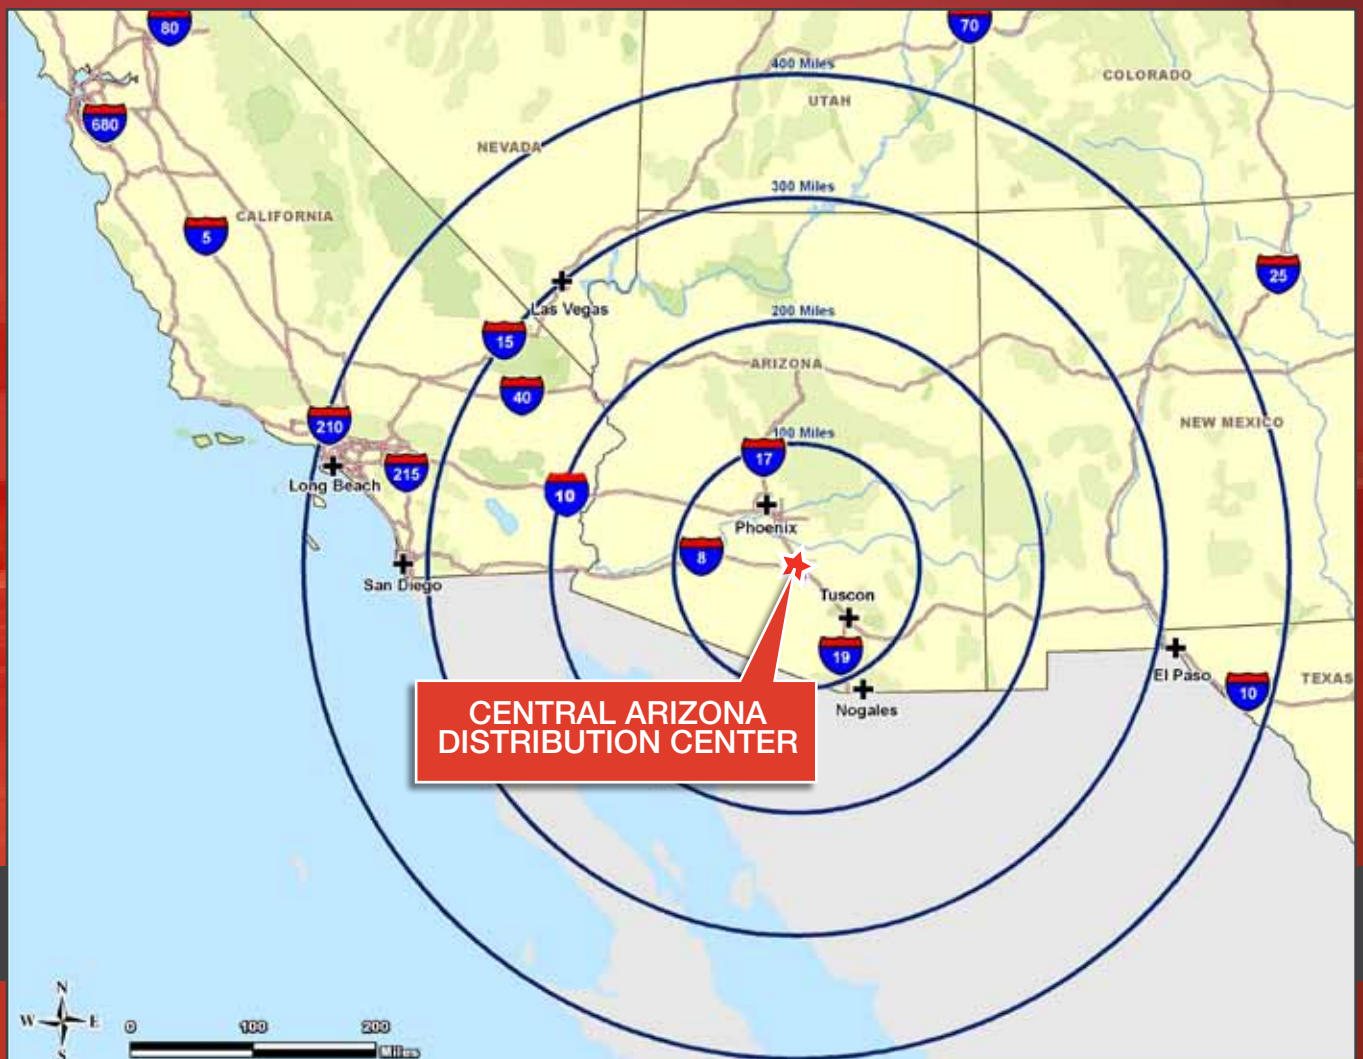 80
70
400 Miles
COLORADO
UTAH
680
NEVADA
300 Miles
CALIFORNIA
5
25
Las Vegas
200 Miles
15
ARIZONA
40
210
NEW MEXICO
100 Miles
17
215
Long Beach
10
Phoenix
8
San Diego
Tuscon
19
El Paso
TEXAS
10
Nogales
CENTRAL ARIZONA
DISTRIBUTION CENTER
N
W E
S
0 100 200
Miles